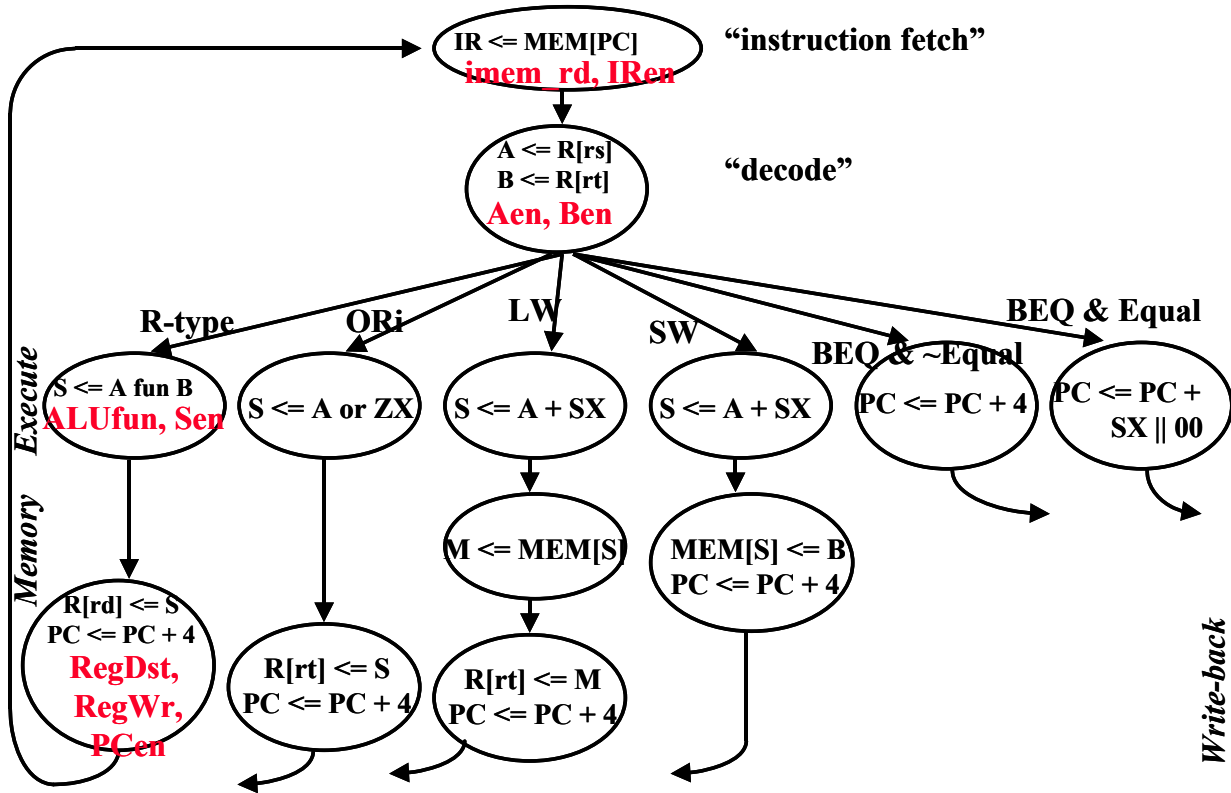 IR <= MEM[PC]
imem_rd, IRen
“instruction fetch”
A <= R[rs]
B <= R[rt]
Aen, Ben
“decode”
R-type
ORi
LW
SW
BEQ & ~Equal
BEQ & Equal
Execute
S <= A fun B
ALUfun, Sen
S <= A or ZX
S <= A + SX
S <= A + SX
PC <= PC + 4
PC <= PC +
SX || 00
Memory
M <= MEM[S]
MEM[S] <= B
PC <= PC + 4
R[rd] <= S
PC <= PC + 4
RegDst,
RegWr,
PCen
R[rt] <= S
PC <= PC + 4
R[rt] <= M
PC <= PC + 4
Write-back